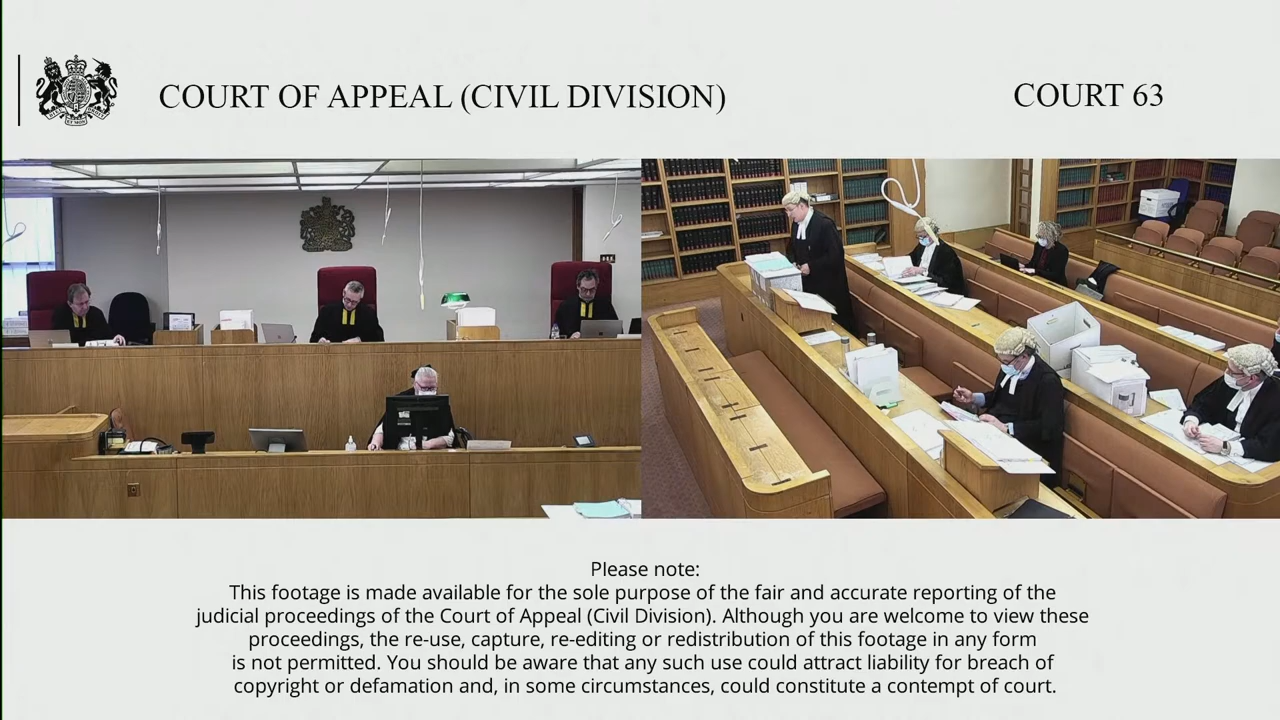 COURT OF APPEAL (CIVIL DIVISION)
COURT 63
Please note:
This footage is made available for the sole purpose of the fair and accurate reporting of the
judicial proceedings of the Court of Appeal (Civil Division). Although you are welcome to view these
proceedings, the re-use, capture, re-editing or redistribution of this footage in any form
is not permitted. You should be aware that any such use could attract liability for breach of
copyright or defamation and, in some circumstances, could constitute a contempt of court.